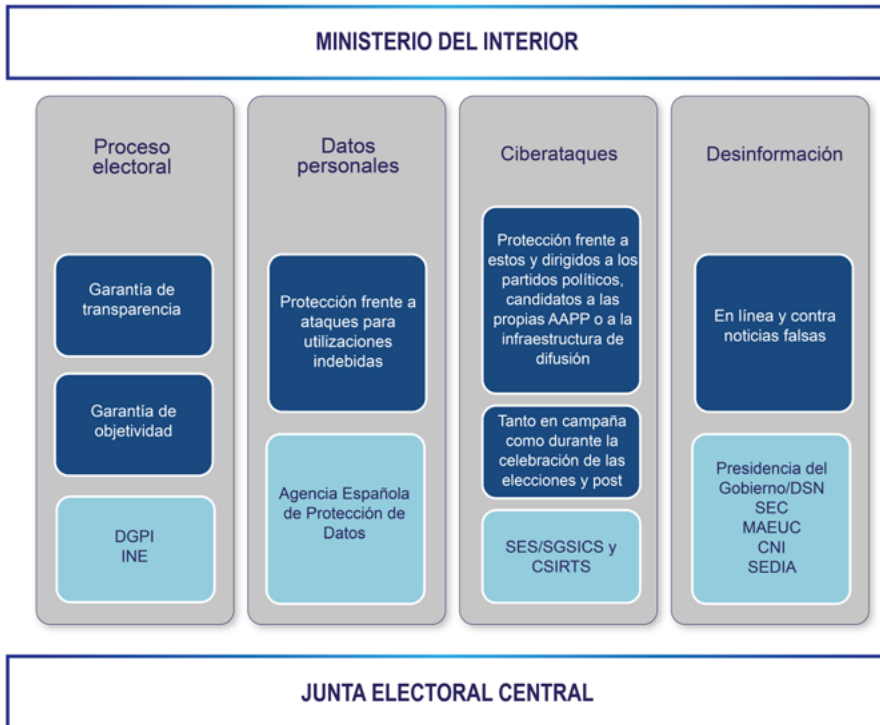 MINISTERIO DEL INTERIOR
Proceso
electoral
Garantía de
transparencia
Garantía de
objetividad
DGPI
INE
Datos
personales
Protección frente a
ataques para
utilizaciones
indebidas
Agencia Española
de Protección de
Datos
Ciberataques
Protección frente a
estos y dirigidos a los
partidos políticos,
candidatos a las
propias AAPP o a la
infraestructura de
difusión
Tanto en campaña
como durante la
celebración de las
elecciones y post
SES/SGSICS y
CSIRTS
Desinformación
En línea y contra
noticias falsas
Presidencia del
Gobierno/DSN
SEC
MAEUC
CNI
SEDIA
JUNTA ELECTORAL CENTRAL